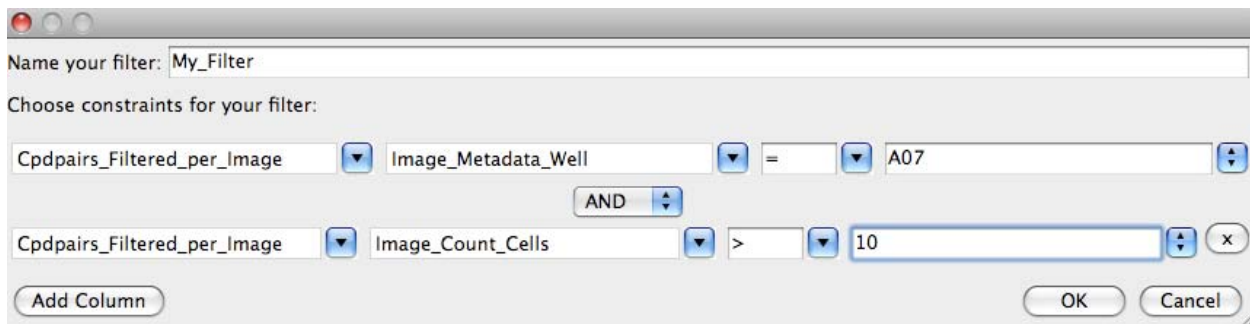 Name your filter: My_Filter
Choose constraints for your filter:
Cpdpairs_Filtered_per_Image Image_Metadata_Well = A07
AND
Cpdpairs_Filtered_per_Image Image_Count_Cells > 10 x
Add Column OK Cancel